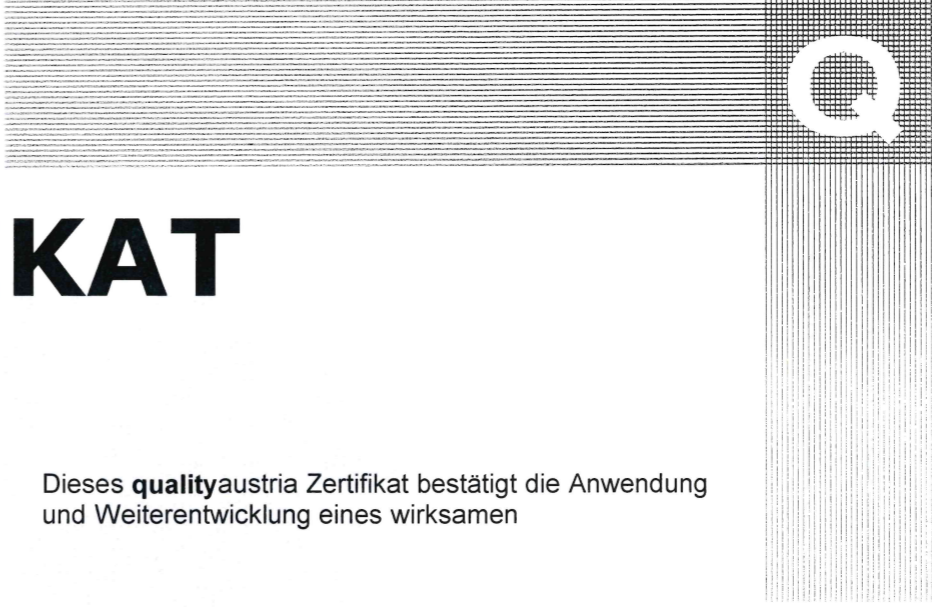 Q
KAT
Dieses qualityaustria Zertifikat bestätigt die Anwendung
und Weiterentwicklung eines wirksamen